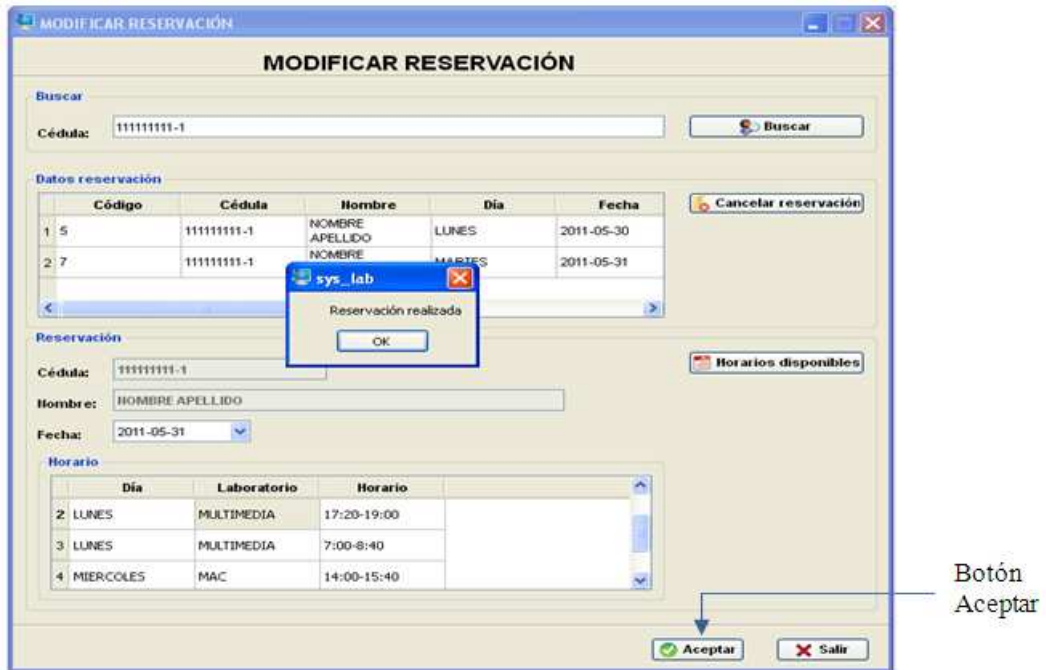 MODIFICAR RESERVACIÓN
MODIFICAR RESERVACIÓN
Buscar
Cédula: 111111111-1 Buscar
Datos reservación
Código Cédula Nombre Día Fecha Cancelar reservación
1 5 111111111-1 NOMBRE APELLIDO LUNES 2011-05-30
2 7 111111111-1 NOMBRE MARTES 2011-05-31
sys_lab
Reservación realizada
OK
Reservación
Horarios disponibles
Cédula: 111111111-1
Nombre: NOMBRE APELLIDO
Fecha: 2011-05-31
Horario
Día Laboratorio Horario
2 LUNES MULTIMEDIA 17:20-19:00
3 LUNES MULTIMEDIA 7:00-8:40
4 MIERCOLES MAC 14:00-15:40
Botón
Aceptar
Aceptar Salir